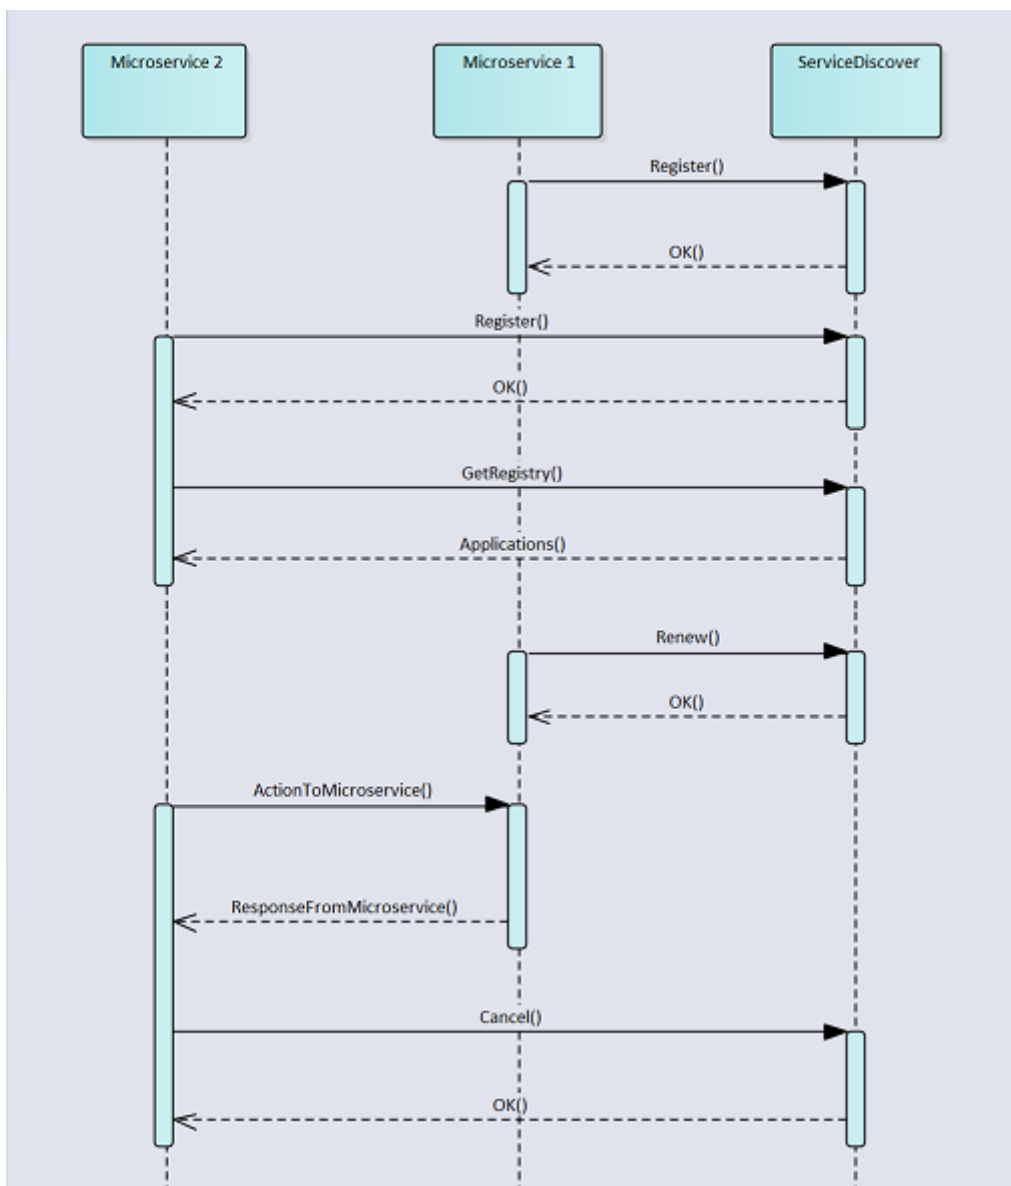 Microservice 2
Microservice 1
ServiceDiscover
Register()
OK()
Register()
OK()
GetRegistry()
Applications()
Renew()
OK()
ActionToMicroservice()
ResponseFromMicroservice()
Cancel()
OK()